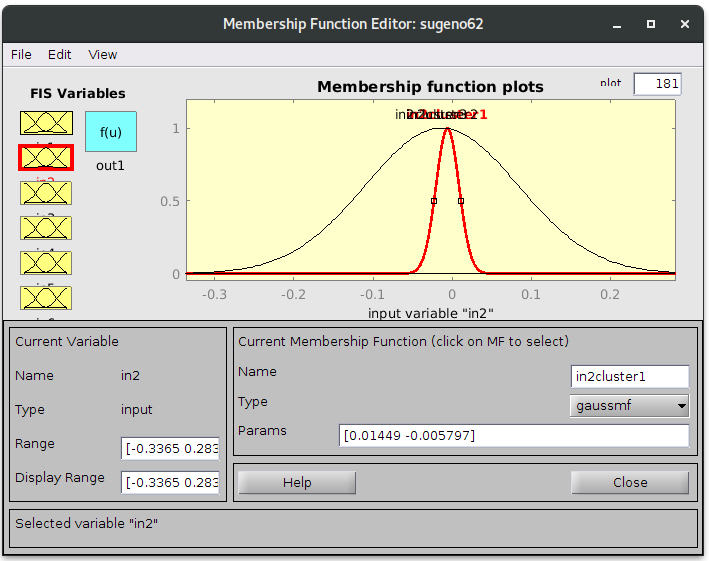 Membership Function Editor: sugeno62
File Edit View
FIS Variables
f(u)
out1
in2
Membership function plots
plot
181
in2cluster1
1
0.5
0
-0.3 -0.2 -0.1 0 0.1 0.2
input variable "in2"
Current Variable
Name in2
Type input
Range [-0.3365 0.283
Display Range [-0.3365 0.283
Current Membership Function (click on MF to select)
Name in2cluster1
Type gaussmf
Params [0.01449 -0.005797]
Help Close
Selected variable "in2"